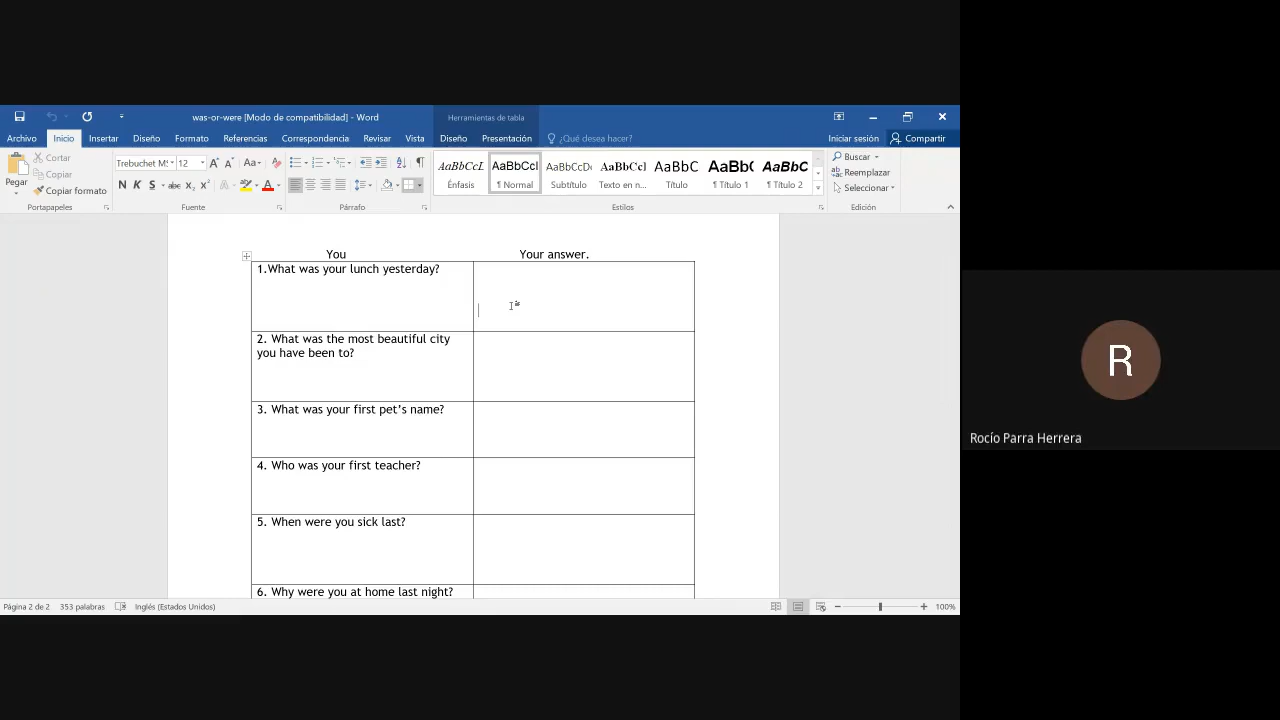 was-or-were [Modo de compatibilidad] - Word
Herramientas de tabla
Archivo Inicio Insertar Diseño Formato Referencias Correspondencia Revisar Vista Diseño Presentación ¿Qué desea hacer? Iniciar sesión Compartir
Pegar
Cortar
Copiar
Copiar formato
Portapapeles
Trebuchet M 12
N K S abc x₂ x²
Fuente
Párrafo
AaBbCcI AaBbCcI AaBbCcD AaBbCcI AaBbC AaBb AaBbC
Énfasis ¶ Normal Subtítulo Texto en n... Título ¶ Título 1 ¶ Título 2
Estilos
Buscar
Reemplazar
Seleccionar
Edición
You Your answer.
1.What was your lunch yesterday?
2. What was the most beautiful city
you have been to?
3. What was your first pet's name?
4. Who was your first teacher?
5. When were you sick last?
6. Why were you at home last night?
Página 2 de 2 353 palabras Inglés (Estados Unidos) 100%
R
Rocío Parra Herrera